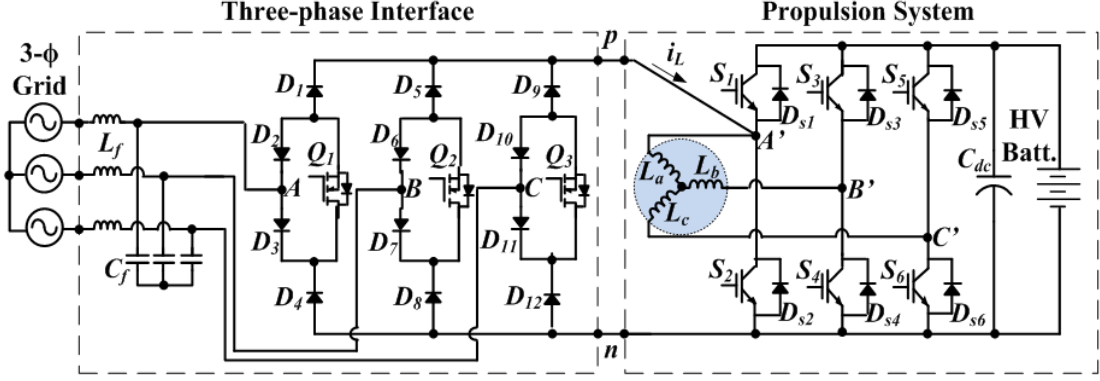 Three-phase Interface
Propulsion System
3-ϕ
Grid
L_f
C_f
D_1
D_5
D_9
D_2
D_6
D_10
Q_1
Q_2
Q_3
A
B
C
D_3
D_7
D_11
D_4
D_8
D_12
p
n
i_L
S_1
S_3
S_5
D_s1
D_s3
D_s5
A'
L_a
L_b
L_c
B'
C'
S_2
S_4
S_6
D_s2
D_s4
D_s6
C_dc
HV
Batt.